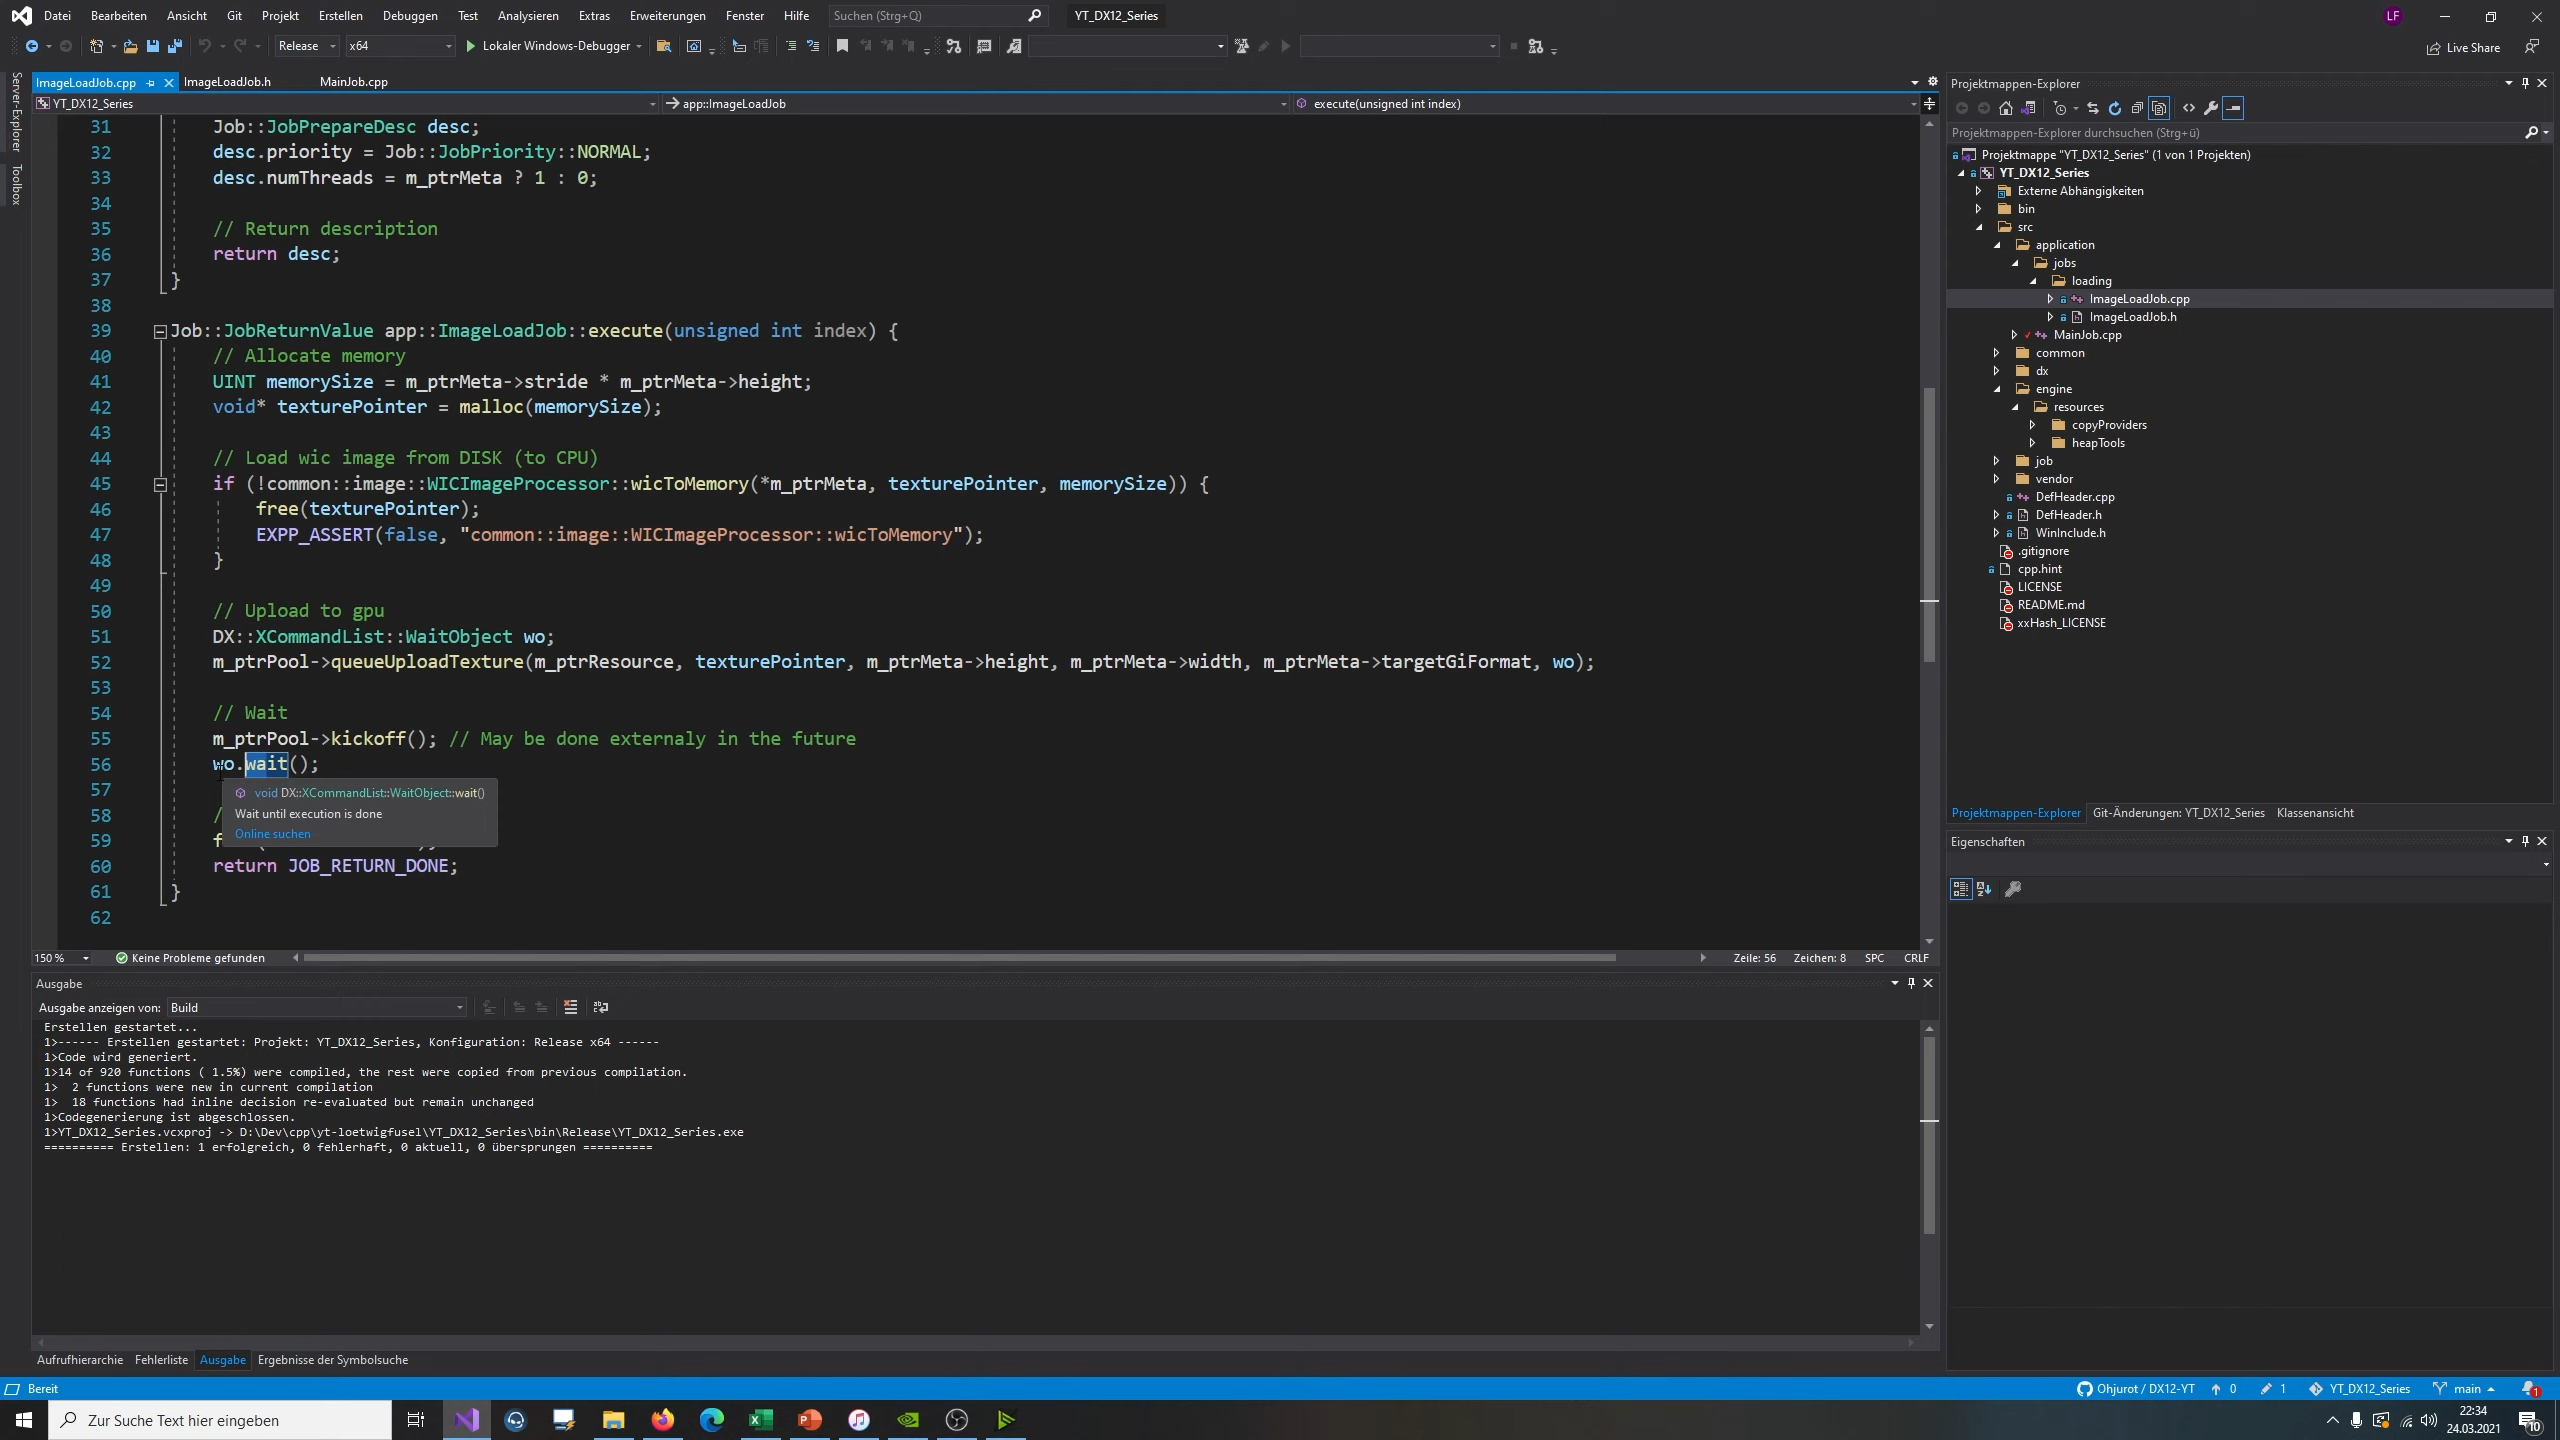 Datei Bearbeiten Ansicht Git Projekt Erstellen Debuggen Test Analysieren Extras Erweiterungen Fenster Hilfe Suchen (Strg+Q) YT_DX12_Series LF
Release x64 Lokaler Windows-Debugger Live Share
Server-Explorer
Toolbox
ImageLoadJob.cpp ImageLoadJob.h MainJob.cpp
YT_DX12_Series app::ImageLoadJob execute(unsigned int index)
31 Job::JobPrepareDesc desc;
32 desc.priority = Job::JobPriority::NORMAL;
33 desc.numThreads = m_ptrMeta ? 1 : 0;
34
35 // Return description
36 return desc;
37 }
38
39 Job::JobReturnValue app::ImageLoadJob::execute(unsigned int index) {
40 // Allocate memory
41 UINT memorySize = m_ptrMeta->stride * m_ptrMeta->height;
42 void* texturePointer = malloc(memorySize);
43
44 // Load wic image from DISK (to CPU)
45 if (!common::image::WICImageProcessor::wicToMemory(*m_ptrMeta, texturePointer, memorySize)) {
46 free(texturePointer);
47 EXPP_ASSERT(false, "common::image::WICImageProcessor::wicToMemory");
48 }
49
50 // Upload to gpu
51 DX::XCommandList::WaitObject wo;
52 m_ptrPool->queueUploadTexture(m_ptrResource, texturePointer, m_ptrMeta->height, m_ptrMeta->width, m_ptrMeta->targetGiFormat, wo);
53
54 // Wait
55 m_ptrPool->kickoff(); // May be done externaly in the future
56 wo.wait();
57
void DX::XCommandList::WaitObject::wait()
Wait until execution is done
Online suchen
58 /
59 f
60 return JOB_RETURN_DONE;
61 }
62
150 % Keine Probleme gefunden Zeile: 56 Zeichen: 8 SPC CRLF
Ausgabe
Ausgabe anzeigen von: Build
Erstellen gestartet...
1>------ Erstellen gestartet: Projekt: YT_DX12_Series, Konfiguration: Release x64 ------
1>Code wird generiert.
1>14 of 920 functions ( 1.5%) were compiled, the rest were copied from previous compilation.
1>  2 functions were new in current compilation
1>  18 functions had inline decision re-evaluated but remain unchanged
1>Codegenerierung ist abgeschlossen.
1>YT_DX12_Series.vcxproj -> D:\Dev\cpp\yt-loetwigfusel\YT_DX12_Series\bin\Release\YT_DX12_Series.exe
========== Erstellen: 1 erfolgreich, 0 fehlerhaft, 0 aktuell, 0 übersprungen ==========
Aufrufhierarchie Fehlerliste Ausgabe Ergebnisse der Symbolsuche
Projektmappen-Explorer
Projektmappen-Explorer durchsuchen (Strg+ü)
Projektmappe "YT_DX12_Series" (1 von 1 Projekten)
YT_DX12_Series
Externe Abhängigkeiten
bin
src
application
jobs
loading
ImageLoadJob.cpp
ImageLoadJob.h
MainJob.cpp
common
dx
engine
resources
copyProviders
heapTools
job
vendor
DefHeader.cpp
DefHeader.h
WinInclude.h
.gitignore
cpp.hint
LICENSE
README.md
xxHash_LICENSE
Projektmappen-Explorer Git-Änderungen: YT_DX12_Series Klassenansicht
Eigenschaften
Bereit Ohjurot / DX12-YT 0 1 YT_DX12_Series main 1
Zur Suche Text hier eingeben 22:34
24.03.2021 10